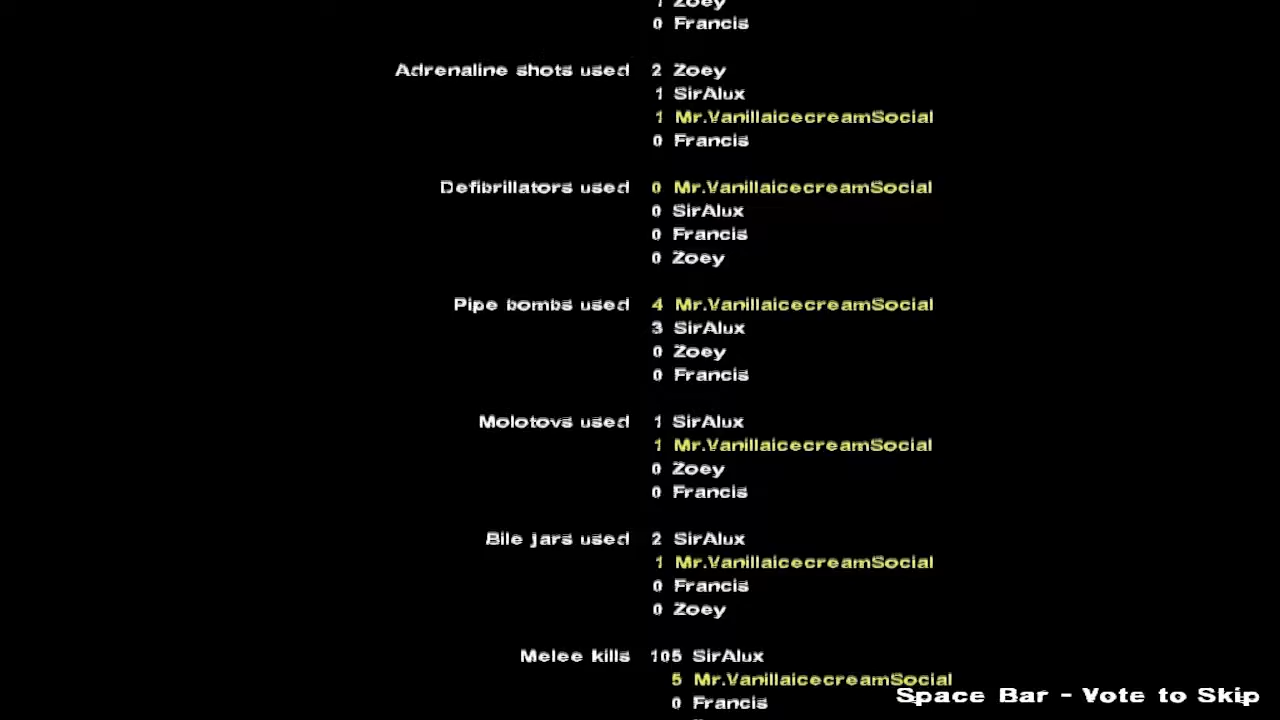 1 Zoey
0 Francis
Adrenaline shots used 2 Zoey
1 SirAlux
1 Mr.VanillaicecreamSocial
0 Francis
Defibrillators used 0 Mr.VanillaicecreamSocial
0 SirAlux
0 Francis
0 Zoey
Pipe bombs used 4 Mr.VanillaicecreamSocial
3 SirAlux
0 Zoey
0 Francis
Molotovs used 1 SirAlux
1 Mr.VanillaicecreamSocial
0 Zoey
0 Francis
Bile jars used 2 SirAlux
1 Mr.VanillaicecreamSocial
0 Francis
0 Zoey
Melee kills 105 SirAlux
5 Mr.VanillaicecreamSocial
Space Bar - Vote to Skip
0 Francis